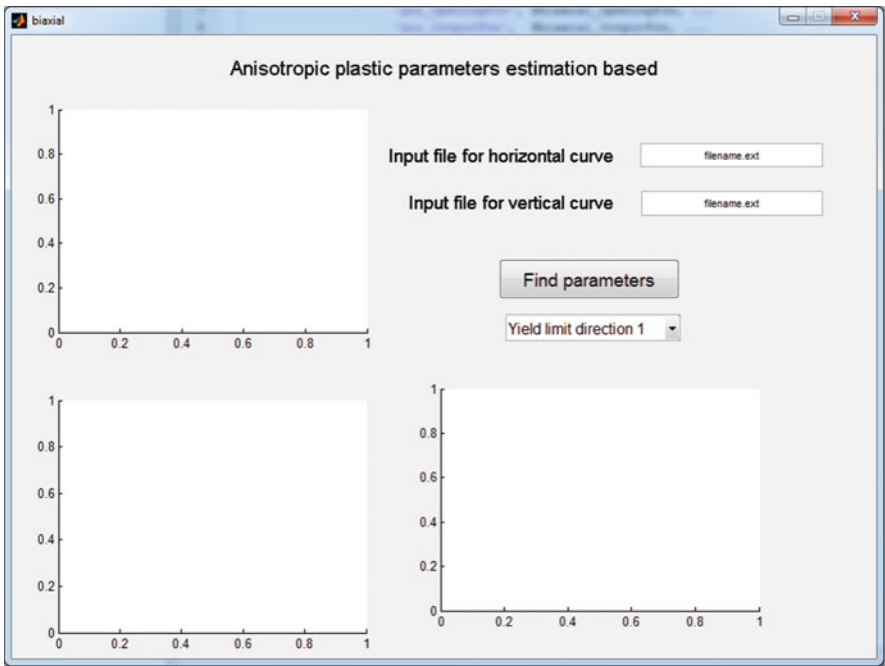 biaxial
Anisotropic plastic parameters estimation based
1
0.8
0.6
0.4
0.2
0
0 0.2 0.4 0.6 0.8 1
Input file for horizontal curve filename.ext
Input file for vertical curve filename.ext
Find parameters
Yield limit direction 1
1
0.8
0.6
0.4
0.2
0
0 0.2 0.4 0.6 0.8 1
1
0.8
0.6
0.4
0.2
0
0 0.2 0.4 0.6 0.8 1